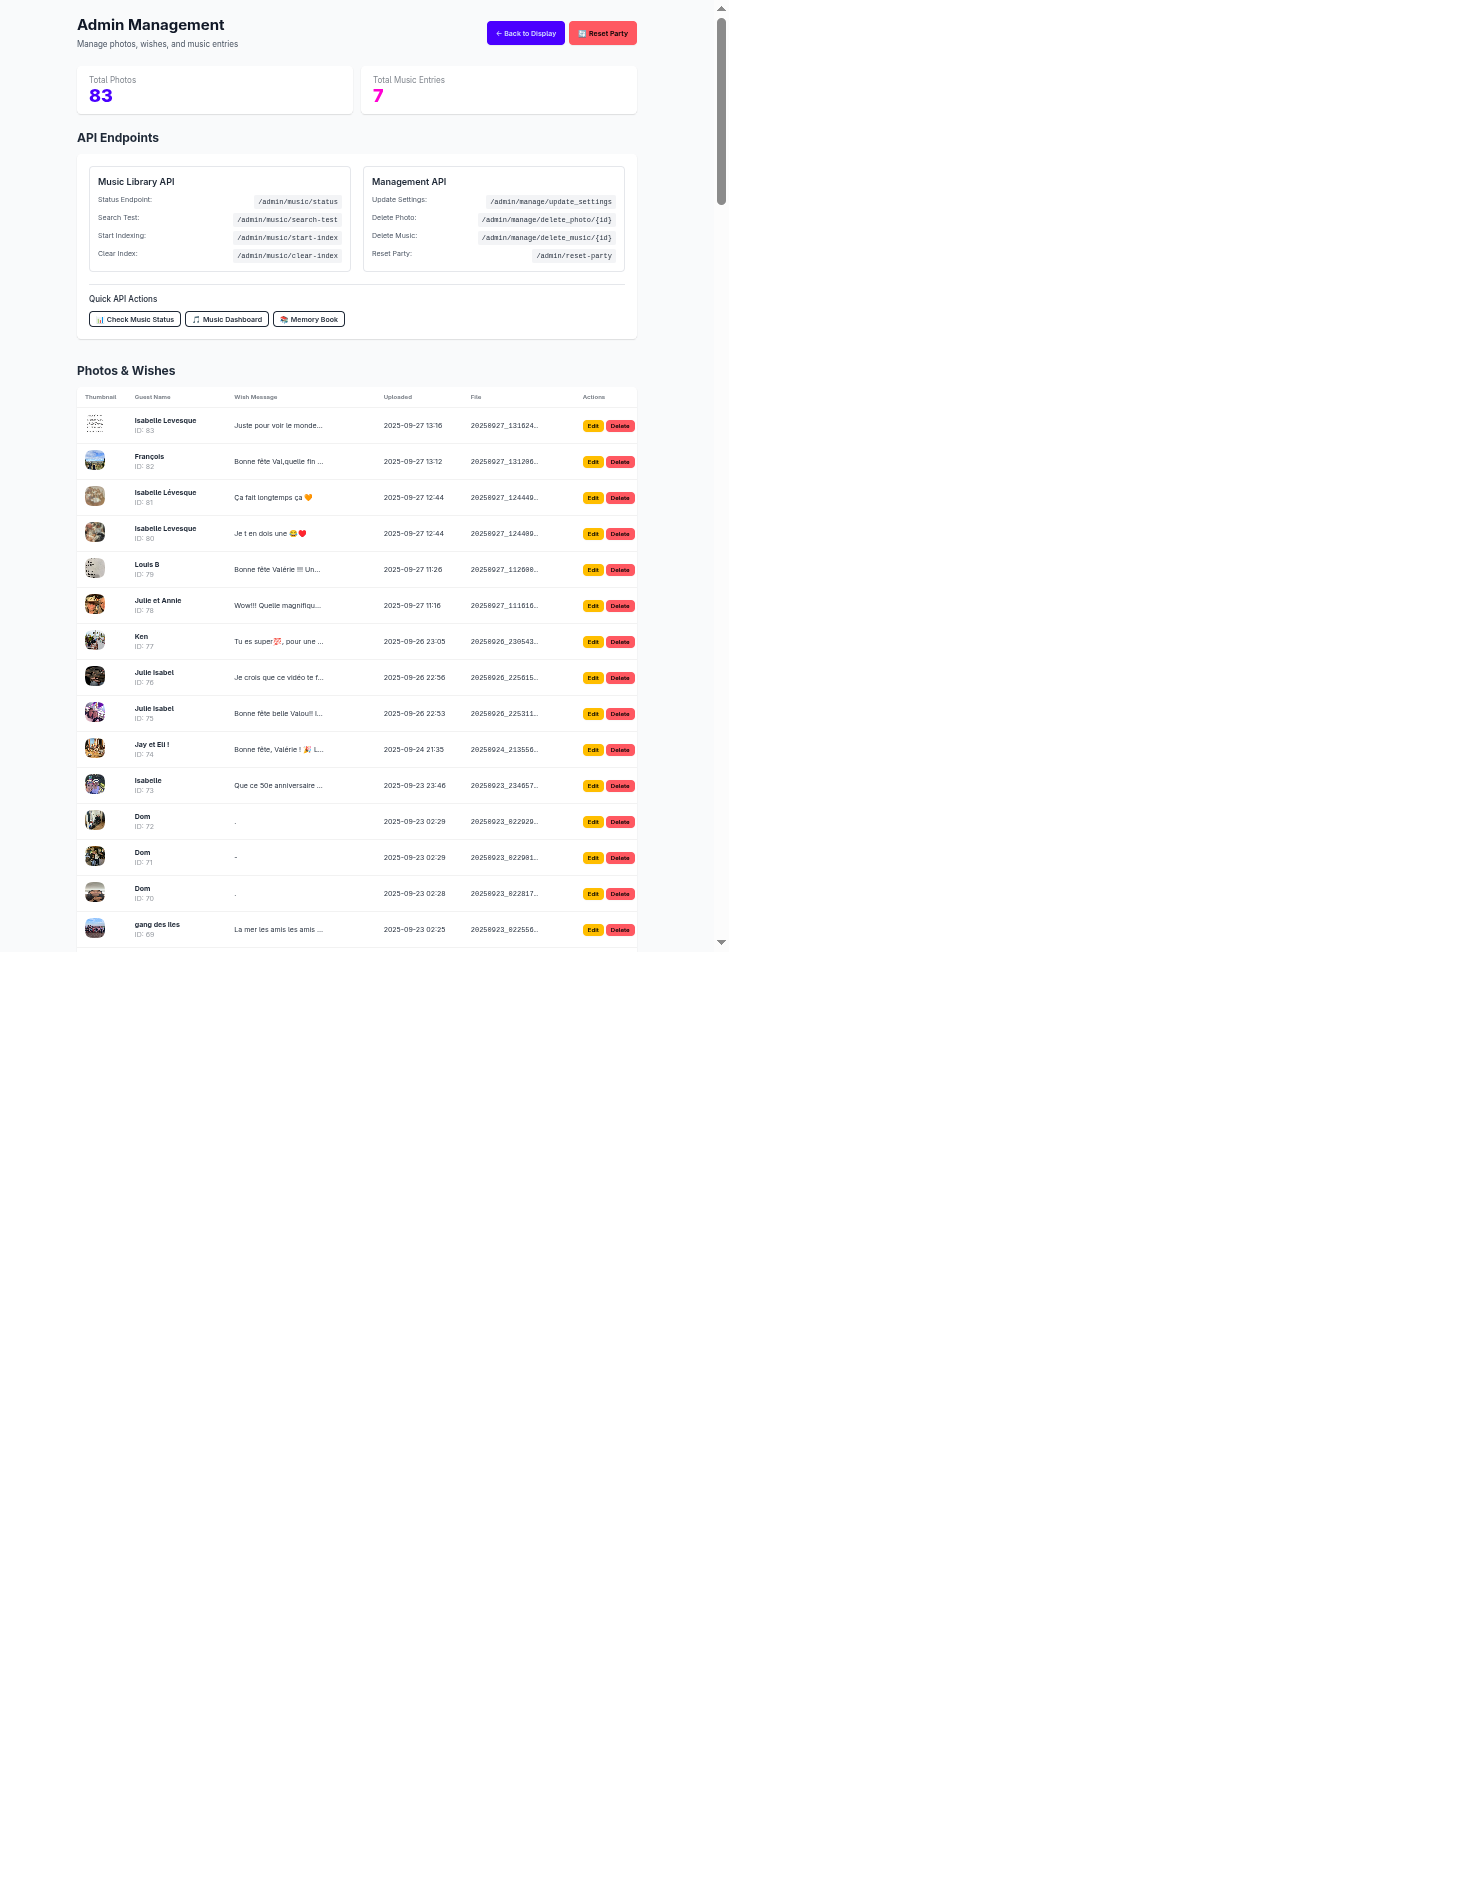 Admin Management
Manage photos, wishes, and music entries
← Back to Display
🔄 Reset Party
Total Photos
83
Total Music Entries
7
API Endpoints
Music Library API
Status Endpoint: /admin/music/status
Search Test: /admin/music/search-test
Start Indexing: /admin/music/start-index
Clear Index: /admin/music/clear-index
Management API
Update Settings: /admin/manage/update_settings
Delete Photo: /admin/manage/delete_photo/{id}
Delete Music: /admin/manage/delete_music/{id}
Reset Party: /admin/reset-party
Quick API Actions
📊 Check Music Status 🎵 Music Dashboard 📚 Memory Book
Photos & Wishes
Thumbnail Guest Name Wish Message Uploaded File Actions
Isabelle Levesque
ID: 83
Juste pour voir le monde... 2025-09-27 13:16 20250927_131624… Edit Delete
François
ID: 82
Bonne fête Val,quelle fin ... 2025-09-27 13:12 20250927_131206… Edit Delete
Isabelle Lévesque
ID: 81
Ça fait longtemps ça 🧡 2025-09-27 12:44 20250927_124449… Edit Delete
Isabelle Levesque
ID: 80
Je t en dois une 😂❤️ 2025-09-27 12:44 20250927_124409… Edit Delete
Louis B
ID: 79
Bonne fête Valérie !!! Un... 2025-09-27 11:26 20250927_112600… Edit Delete
Julie et Annie
ID: 78
Wow!!! Quelle magnifiqu... 2025-09-27 11:16 20250927_111616… Edit Delete
Ken
ID: 77
Tu es super💯, pour une ... 2025-09-26 23:05 20250926_230543… Edit Delete
Julie Isabel
ID: 76
Je crois que ce vidéo te f... 2025-09-26 22:56 20250926_225615… Edit Delete
Julie Isabel
ID: 75
Bonne fête belle Valou!! I... 2025-09-26 22:53 20250926_225311… Edit Delete
Jay et Eli !
ID: 74
Bonne fête, Valérie ! 🎉 L... 2025-09-24 21:35 20250924_213556… Edit Delete
Isabelle
ID: 73
Que ce 50e anniversaire ... 2025-09-23 23:46 20250923_234657… Edit Delete
Dom
ID: 72
. 2025-09-23 02:29 20250923_022929… Edit Delete
Dom
ID: 71
- 2025-09-23 02:29 20250923_022901… Edit Delete
Dom
ID: 70
. 2025-09-23 02:28 20250923_022817… Edit Delete
gang des iles
ID: 69
La mer les amis les amis ... 2025-09-23 02:25 20250923_022556… Edit Delete